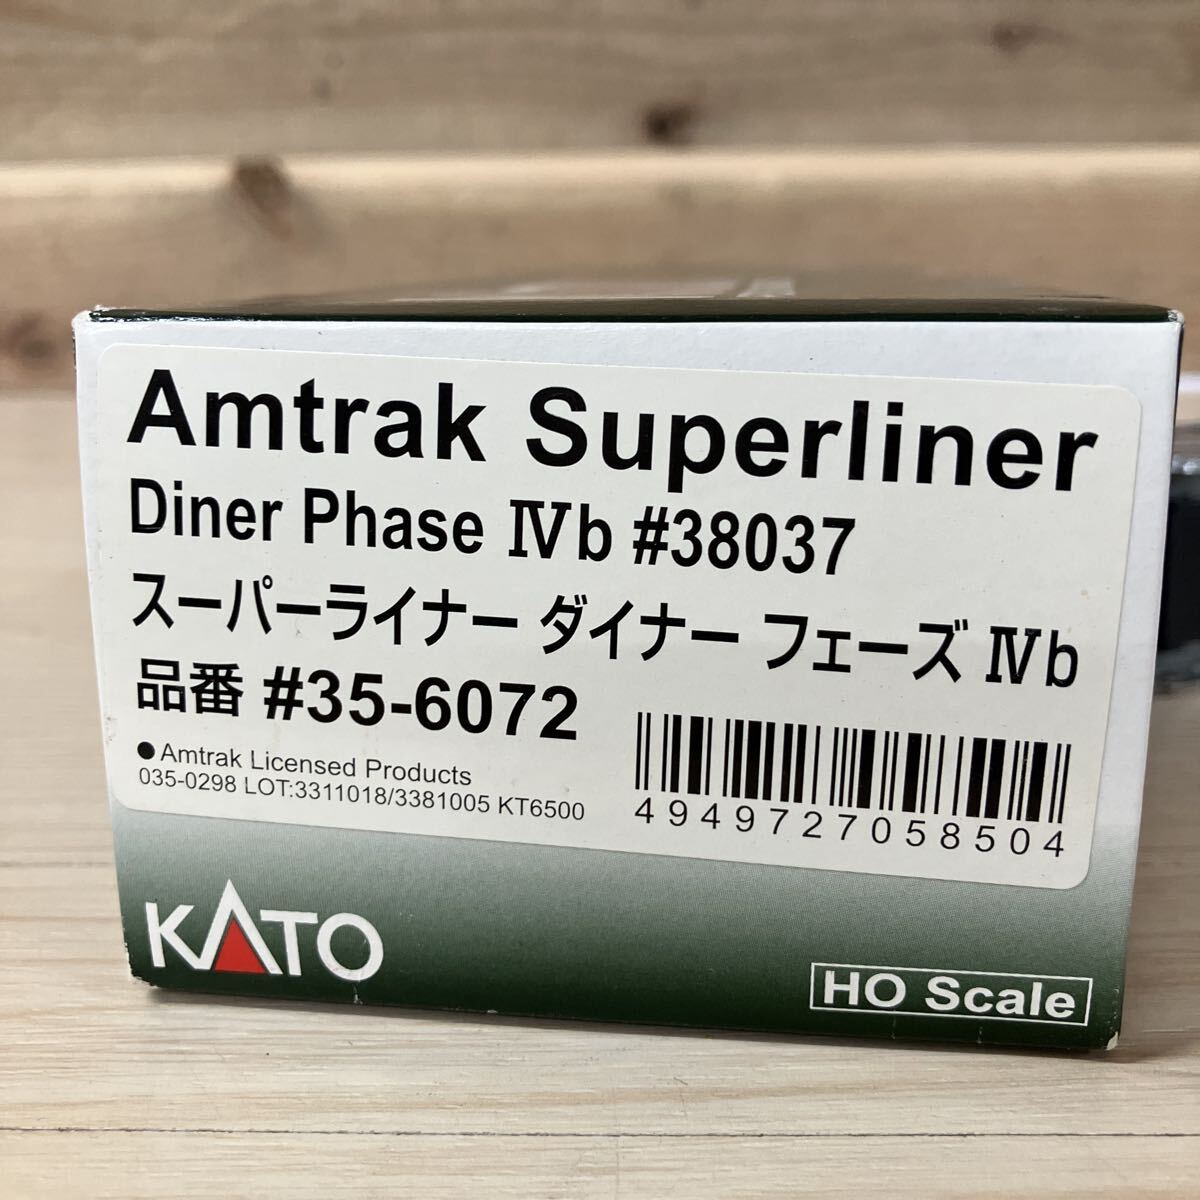 Amtrak Superliner
Diner Phase Ⅳb #38037
スーパーライナー ダイナー フェーズ Ⅳb
品番 #35-6072
●Amtrak Licensed Products
035-0298 LOT:3311018/3381005 KT6500
4949727058504
KATO
HO Scale